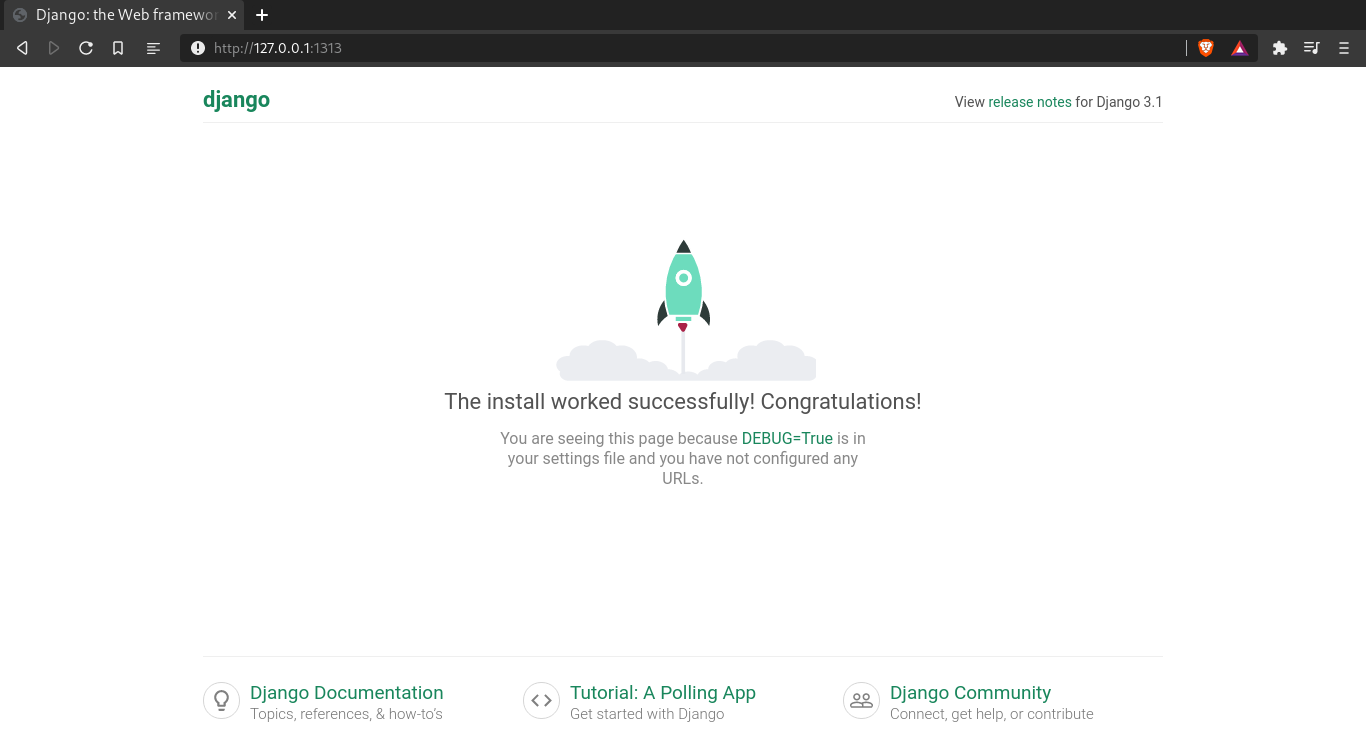 Django: the Web framewor
http://127.0.0.1:1313
django
View release notes for Django 3.1
The install worked successfully! Congratulations!
You are seeing this page because DEBUG=True is in
your settings file and you have not configured any
URLs.
Django Documentation
Topics, references, & how-to's
Tutorial: A Polling App
Get started with Django
Django Community
Connect, get help, or contribute